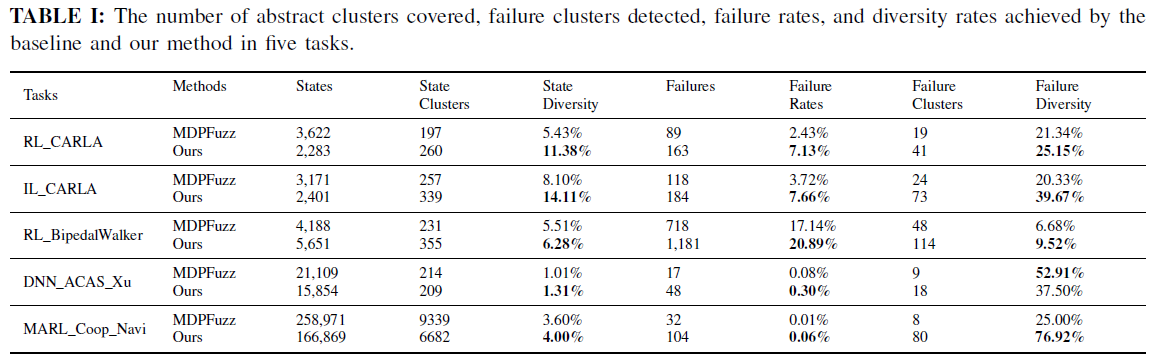 TABLE I: The number of abstract clusters covered, failure clusters detected, failure rates, and diversity rates achieved by the
baseline and our method in five tasks.
Tasks Methods States State Clusters State Diversity Failures Failure Rates Failure Clusters Failure Diversity
RL_CARLA MDPFuzz 3,622 197 5.43% 89 2.43% 19 21.34%
Ours 2,283 260 11.38% 163 7.13% 41 25.15%
IL_CARLA MDPFuzz 3,171 257 8.10% 118 3.72% 24 20.33%
Ours 2,401 339 14.11% 184 7.66% 73 39.67%
RL_BipedalWalker MDPFuzz 4,188 231 5.51% 718 17.14% 48 6.68%
Ours 5,651 355 6.28% 1,181 20.89% 114 9.52%
DNN_ACAS_Xu MDPFuzz 21,109 214 1.01% 17 0.08% 9 52.91%
Ours 15,854 209 1.31% 48 0.30% 18 37.50%
MARL_Coop_Navi MDPFuzz 258,971 9339 3.60% 32 0.01% 8 25.00%
Ours 166,869 6682 4.00% 104 0.06% 80 76.92%